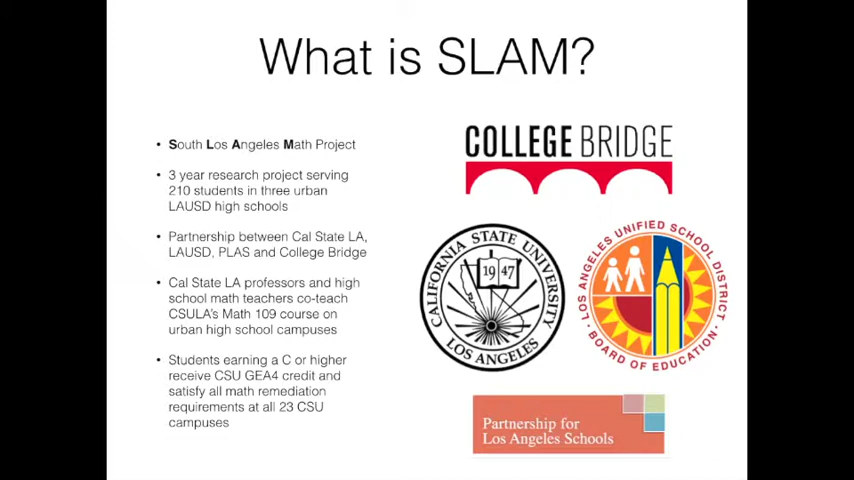 What is SLAM?
• South Los Angeles Math Project
• 3 year research project serving
210 students in three urban
LAUSD high schools
• Partnership between Cal State LA,
LAUSD, PLAS and College Bridge
• Cal State LA professors and high
school math teachers co-teach
CSULA's Math 109 course on
urban high school campuses
• Students earning a C or higher
receive CSU GEA4 credit and
satisfy all math remediation
requirements at all 23 CSU
campuses
COLLEGE BRIDGE
CALIFORNIA STATE UNIVERSITY
1947
LOS ANGELES
LOS ANGELES UNIFIED SCHOOL DISTRICT
• BOARD OF EDUCATION •
Partnership for
Los Angeles Schools